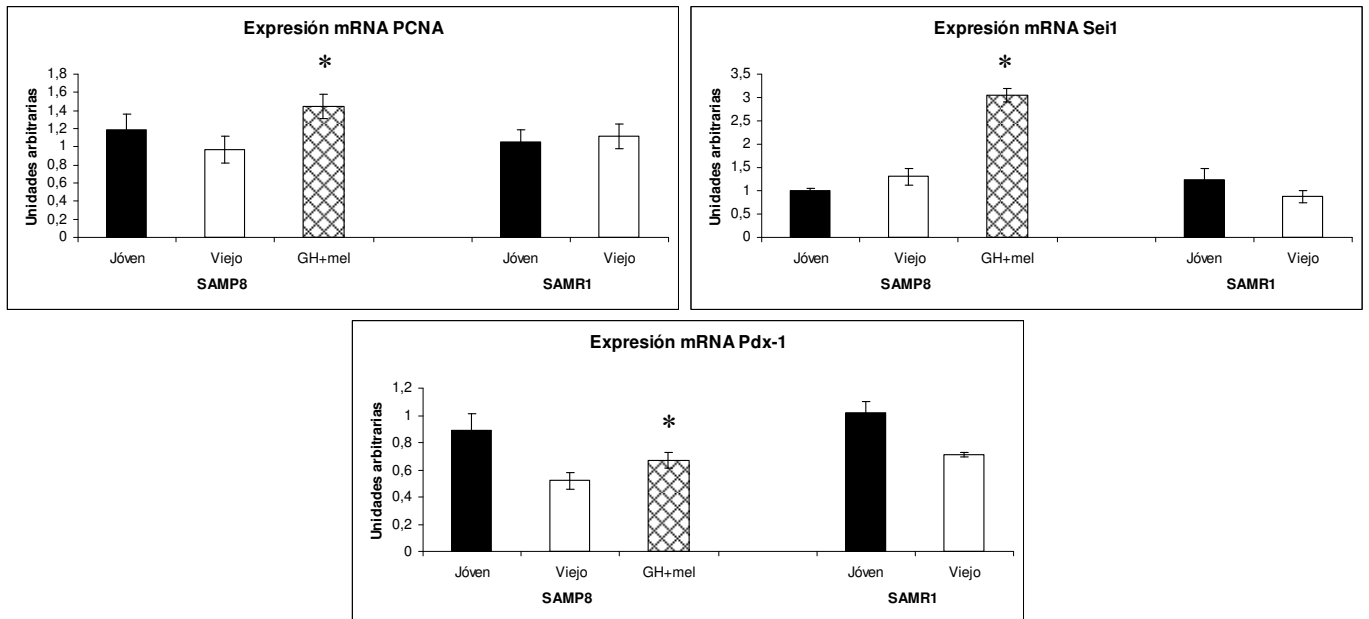 Expresión mRNA PCNA
*
Unidades arbitrarias
1,8
1,6
1,4
1,2
1
0,8
0,6
0,4
0,2
0
Jóven Viejo GH+mel Jóven Viejo
SAMP8 SAMR1
Expresión mRNA Sei1
*
Unidades arbitrarias
3,5
3
2,5
2
1,5
1
0,5
0
Jóven Viejo GH+mel Jóven Viejo
SAMP8 SAMR1
Expresión mRNA Pdx-1
*
Unidades arbitrarias
1,2
1
0,8
0,6
0,4
0,2
0
Jóven Viejo GH+mel Jóven Viejo
SAMP8 SAMR1